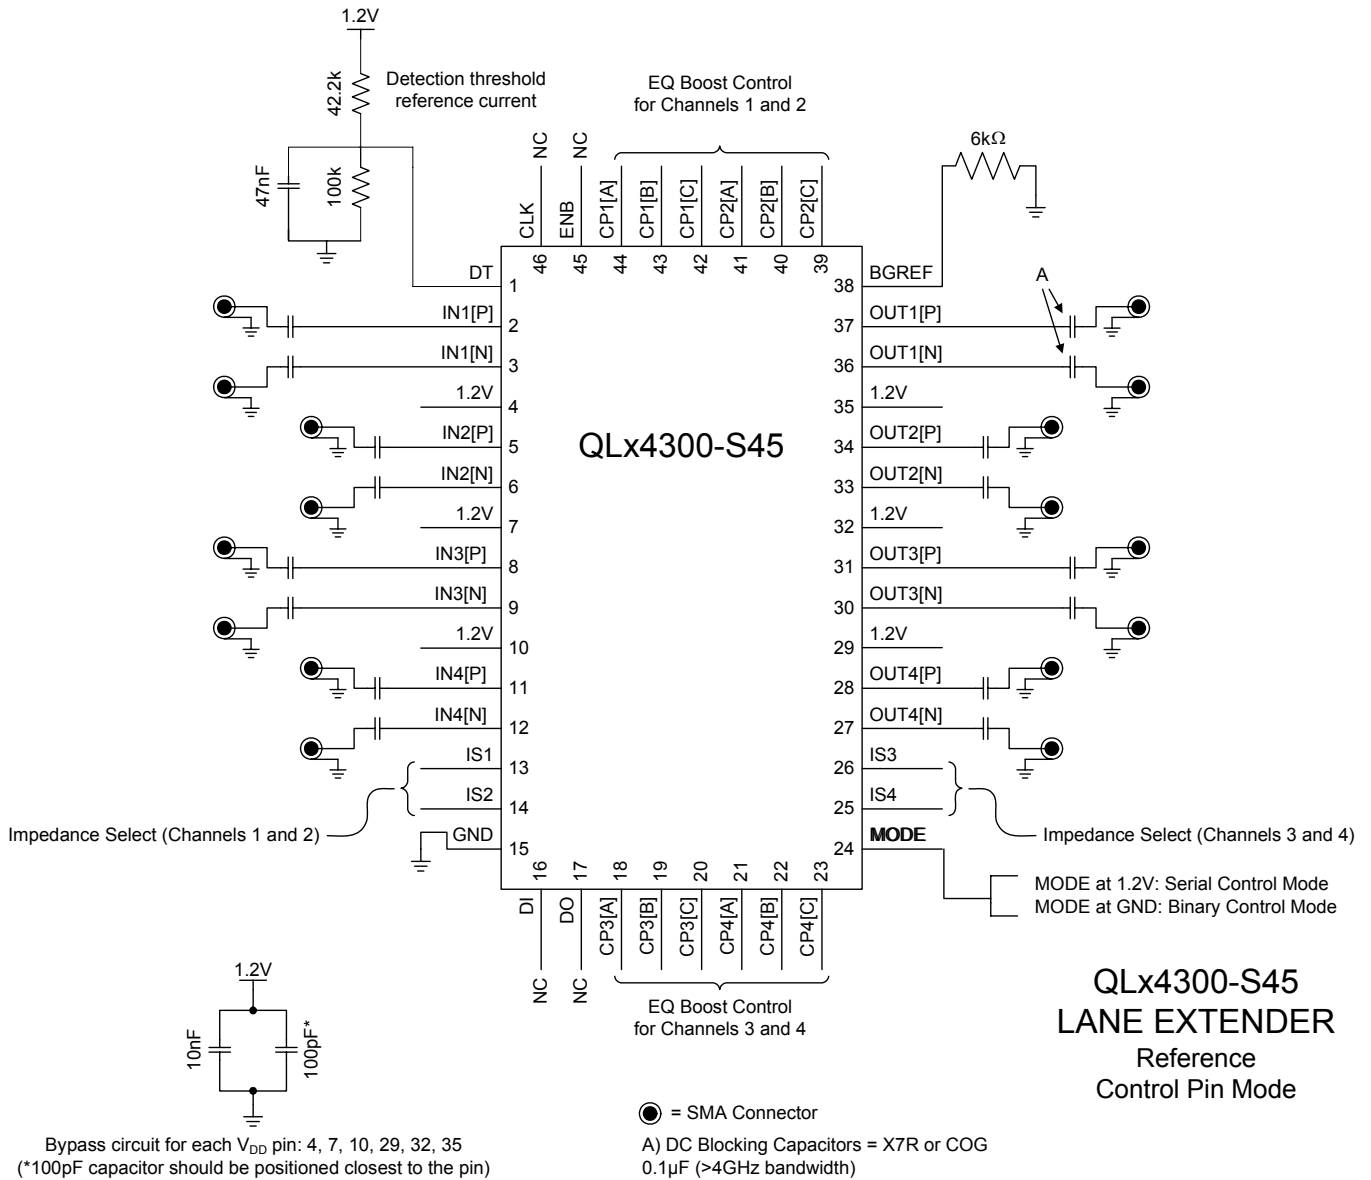 1.2V
42.2k
Detection threshold
reference current
47nF
100k
EQ Boost Control
for Channels 1 and 2
6kΩ
NC
NC
CLK
ENB
CP1[A]
CP1[B]
CP1[C]
CP2[A]
CP2[B]
CP2[C]
46
45
44
43
42
41
40
39
DT
1
IN1[P]
2
IN1[N]
3
1.2V
4
IN2[P]
5
IN2[N]
6
1.2V
7
IN3[P]
8
IN3[N]
9
1.2V
10
IN4[P]
11
IN4[N]
12
IS1
13
IS2
14
GND
15
Impedance Select (Channels 1 and 2)
QLx4300-S45
38
BGREF
A
37
OUT1[P]
36
OUT1[N]
35
1.2V
34
OUT2[P]
33
OUT2[N]
32
1.2V
31
OUT3[P]
30
OUT3[N]
29
1.2V
28
OUT4[P]
27
OUT4[N]
26
IS3
25
IS4
24
MODE
Impedance Select (Channels 3 and 4)
MODE at 1.2V: Serial Control Mode
MODE at GND: Binary Control Mode
16
17
18
19
20
21
22
23
DI
DO
CP3[A]
CP3[B]
CP3[C]
CP4[A]
CP4[B]
CP4[C]
NC
NC
EQ Boost Control
for Channels 3 and 4
1.2V
10nF
100pF*
Bypass circuit for each VDD pin: 4, 7, 10, 29, 32, 35
(*100pF capacitor should be positioned closest to the pin)
= SMA Connector
A) DC Blocking Capacitors = X7R or COG
0.1µF (>4GHz bandwidth)
QLx4300-S45
LANE EXTENDER
Reference
Control Pin Mode